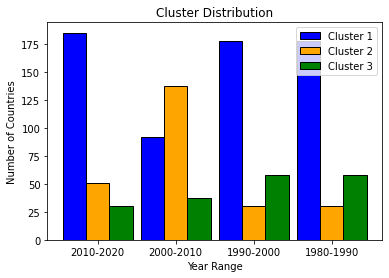 Cluster Distribution
Cluster 1
Cluster 2
Cluster 3
Number of Countries
175
150
125
100
75
50
25
0
2010-2020 2000-2010 1990-2000 1980-1990
Year Range